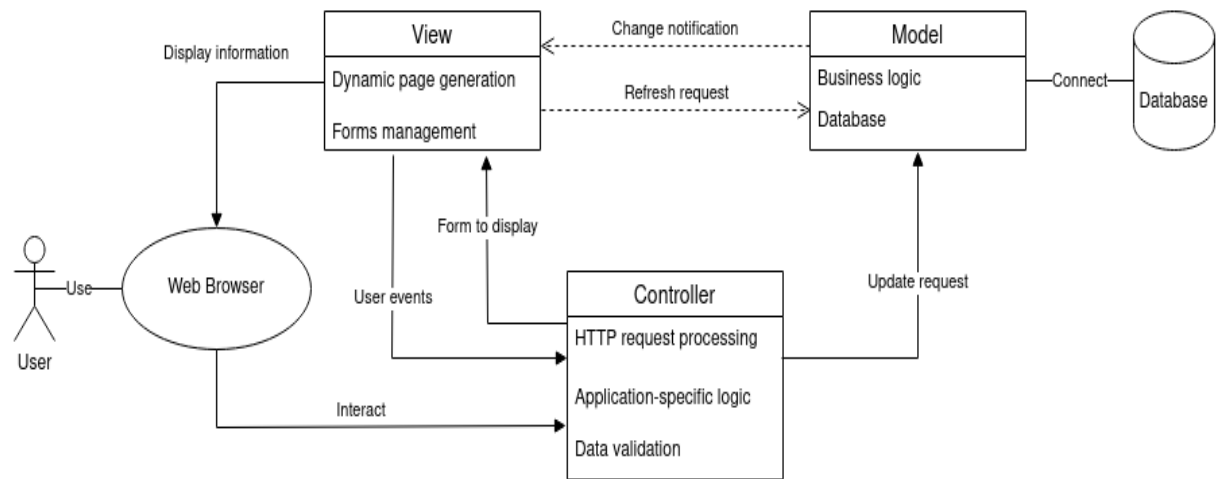 View
Change notification
Model
Display information
Dynamic page generation
Refresh request
Business logic
Connect
Database
Forms management
Database
Form to display
Use
Web Browser
User events
Controller
Update request
HTTP request processing
User
Application-specific logic
Interact
Data validation